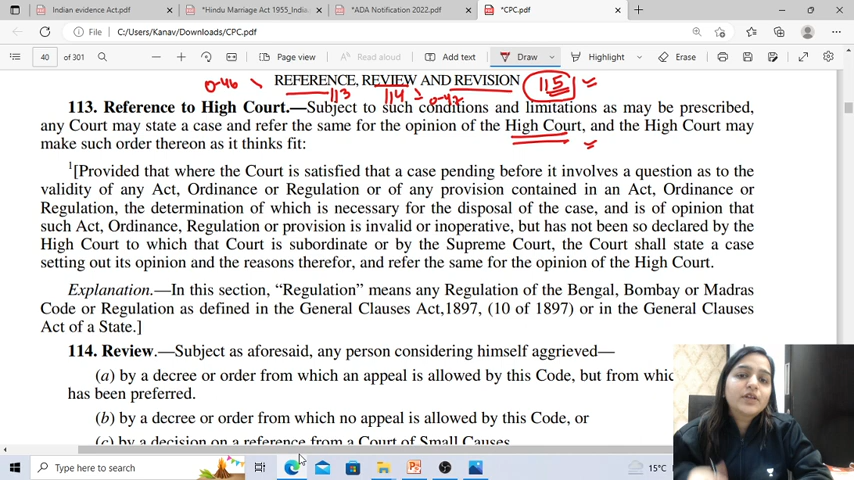 Indian evidence Act.pdf
*Hindu Marriage Act 1955_Indi
*ADA Notification 2022.pdf
*CPC.pdf
File
C:/Users/Kanav/Downloads/CPC.pdf
40 of 301
Page view
Read aloud
Add text
Draw
Highlight
Erase
0-46
REFERENCE, REVIEW AND REVISION
115
113
114
0-47
113. Reference to High Court.—Subject to such conditions and limitations as may be prescribed,
any Court may state a case and refer the same for the opinion of the High Court, and the High Court may
make such order thereon as it thinks fit:
1[Provided that where the Court is satisfied that a case pending before it involves a question as to the
validity of any Act, Ordinance or Regulation or of any provision contained in an Act, Ordinance or
Regulation, the determination of which is necessary for the disposal of the case, and is of opinion that
such Act, Ordinance, Regulation or provision is invalid or inoperative, but has not been so declared by the
High Court to which that Court is subordinate or by the Supreme Court, the Court shall state a case
setting out its opinion and the reasons therefor, and refer the same for the opinion of the High Court.
Explanation.—In this section, “Regulation” means any Regulation of the Bengal, Bombay or Madras
Code or Regulation as defined in the General Clauses Act,1897, (10 of 1897) or in the General Clauses
Act of a State.]
114. Review.—Subject as aforesaid, any person considering himself aggrieved—
(a) by a decree or order from which an appeal is allowed by this Code, but from whic
has been preferred.
(b) by a decree or order from which no appeal is allowed by this Code, or
(c) by a decision on a reference from a Court of Small Causes
Type here to search
15°C